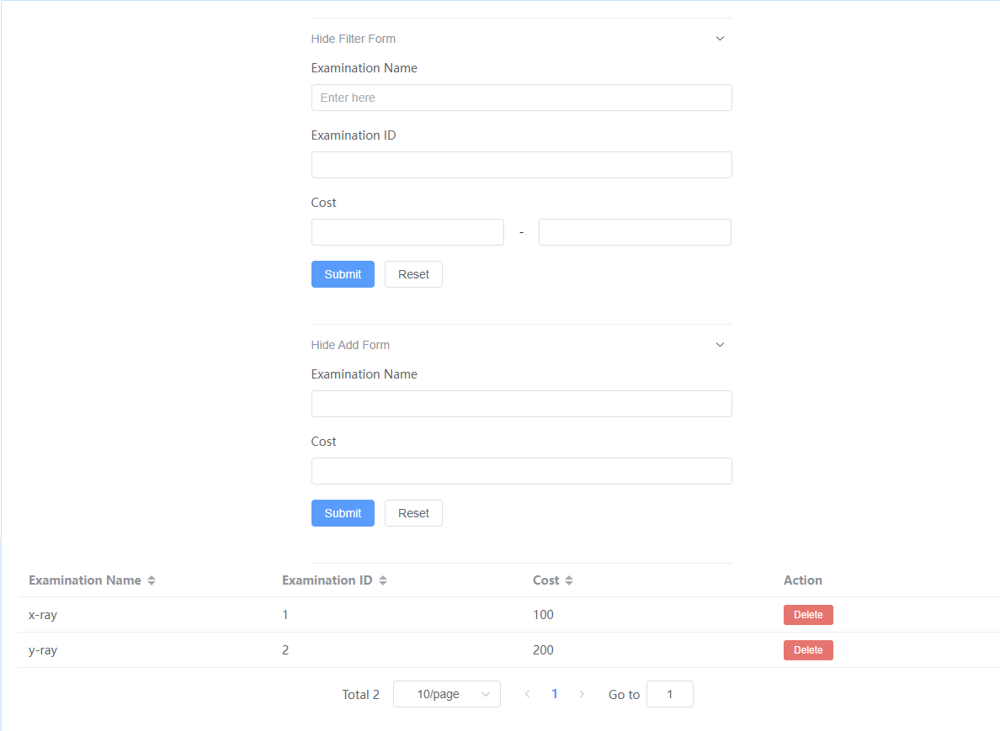 Hide Filter Form
Examination Name
Enter here
Examination ID
Cost
-
Submit Reset
Hide Add Form
Examination Name
Cost
Submit Reset
Examination Name Examination ID Cost Action
x-ray 1 100 Delete
y-ray 2 200 Delete
Total 2 10/page 1 Go to 1